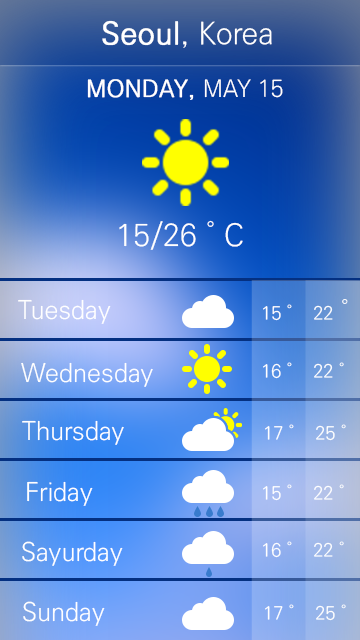 Seoul, Korea
MONDAY, MAY 15
15/26 ° C
Tuesday 15 ° 22 °
Wednesday 16 ° 22 °
Thursday 17 ° 25 °
Friday 15 ° 22 °
Sayurday 16 ° 22 °
Sunday 17 ° 25 °